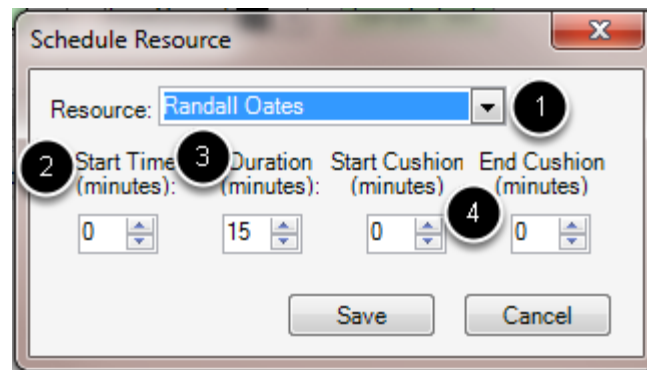 Schedule Resource
Resource: Randall Oates 1
2 Start Time 3 Duration Start Cushion End Cushion
(minutes): (minutes): (minutes) 4 (minutes)
0 15 0 0
Save Cancel